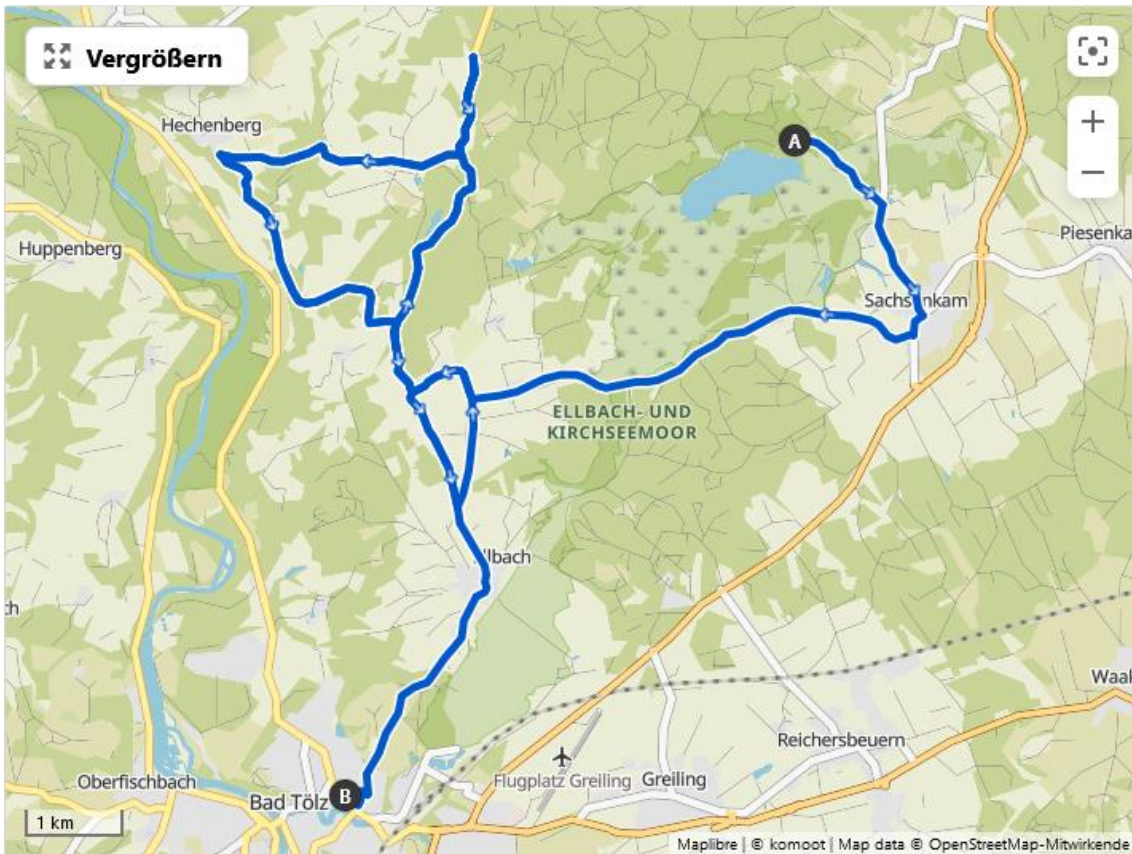 Vergrößern
Hechenberg
A
Huppenberg
Piesenka
Sachsenkam
ELLBACH- UND
KIRCHSEEMOOR
llbach
ch
Waak
Reichersbeuern
Oberfischbach
Flugplatz Greiling
Greiling
Bad Tölz
B
1 km
Maplibre | © komoot | Map data © OpenStreetMap-Mitwirkende